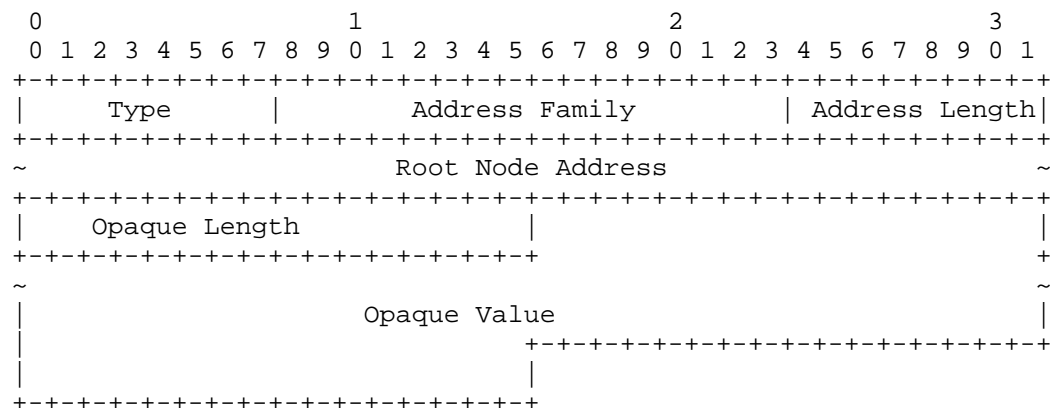 0                   1                   2                   3
 0 1 2 3 4 5 6 7 8 9 0 1 2 3 4 5 6 7 8 9 0 1 2 3 4 5 6 7 8 9 0 1
+-+-+-+-+-+-+-+-+-+-+-+-+-+-+-+-+-+-+-+-+-+-+-+-+-+-+-+-+-+-+-+-+
|     Type      |        Address Family         | Address Length|
+-+-+-+-+-+-+-+-+-+-+-+-+-+-+-+-+-+-+-+-+-+-+-+-+-+-+-+-+-+-+-+-+
~                       Root Node Address                       ~
+-+-+-+-+-+-+-+-+-+-+-+-+-+-+-+-+-+-+-+-+-+-+-+-+-+-+-+-+-+-+-+-+
|    Opaque Length              |                               |
+-+-+-+-+-+-+-+-+-+-+-+-+-+-+-+-+                               +
~                                                               ~
|                     Opaque Value                              |
|                               +-+-+-+-+-+-+-+-+-+-+-+-+-+-+-+-+
|                               |
+-+-+-+-+-+-+-+-+-+-+-+-+-+-+-+-+